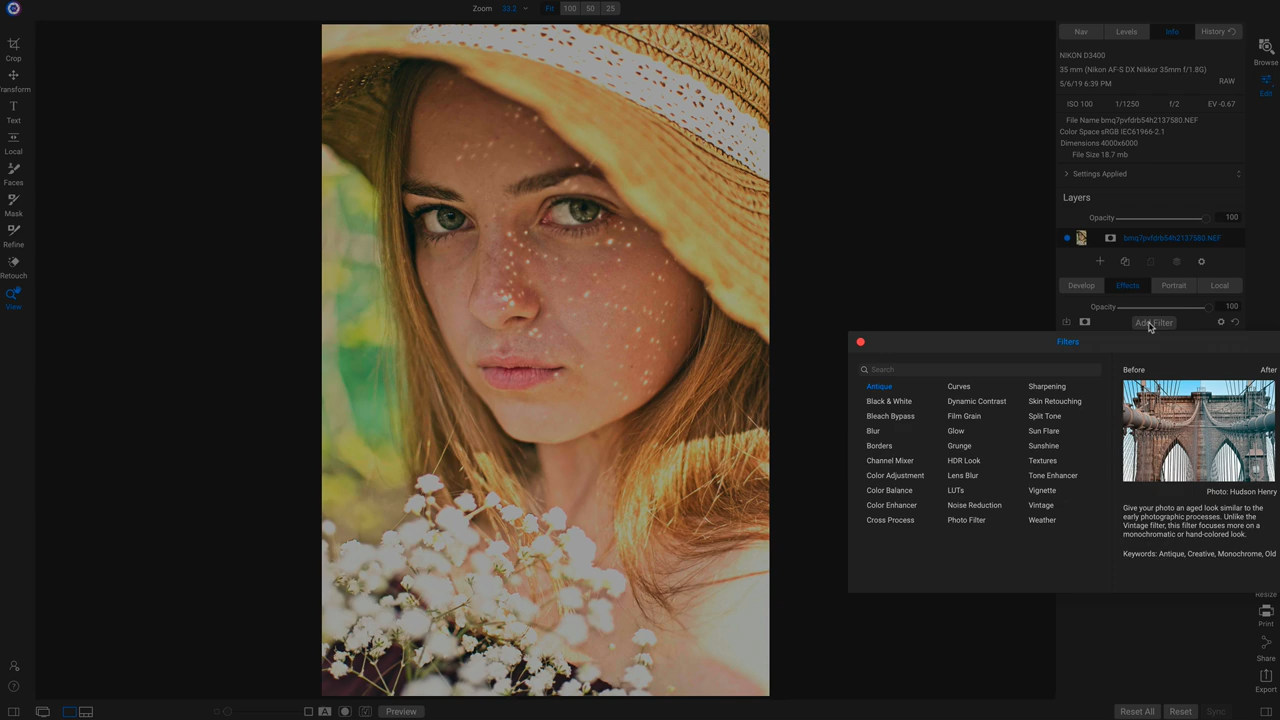 Zoom 33.2 Fit 100 50 25
Crop
Transform
Text
Local
Faces
Mask
Refine
Retouch
View
Nav Levels Info History
NIKON D3400
35 mm (Nikon AF-S DX Nikkor 35mm f/1.8G)
5/6/19 6:39 PM RAW
ISO 100 1/1250 f/2 EV -0.67
File Name bmq7pvfdrb54h2137580.NEF
Color Space sRGB IEC61966-2.1
Dimensions 4000x6000
File Size 18.7 mb
Settings Applied
Layers
Opacity 100
bmq7pvfdrb54h2137580.NEF
Develop Effects Portrait Local
Opacity 100
Add Filter
Browse
Edit
Filters
Search
Antique Curves Sharpening
Black & White Dynamic Contrast Skin Retouching
Bleach Bypass Film Grain Split Tone
Blur Glow Sun Flare
Borders Grunge Sunshine
Channel Mixer HDR Look Textures
Color Adjustment Lens Blur Tone Enhancer
Color Balance LUTs Vignette
Color Enhancer Noise Reduction Vintage
Cross Process Photo Filter Weather
Before After
Photo: Hudson Henry
Give your photo an aged look similar to the
early photographic processes. Unlike the
Vintage filter, this filter focuses more on a
monochromatic or hand-colored look.
Keywords: Antique, Creative, Monochrome, Old
Resize
Print
Share
Export
A
Preview
Reset All Reset Sync